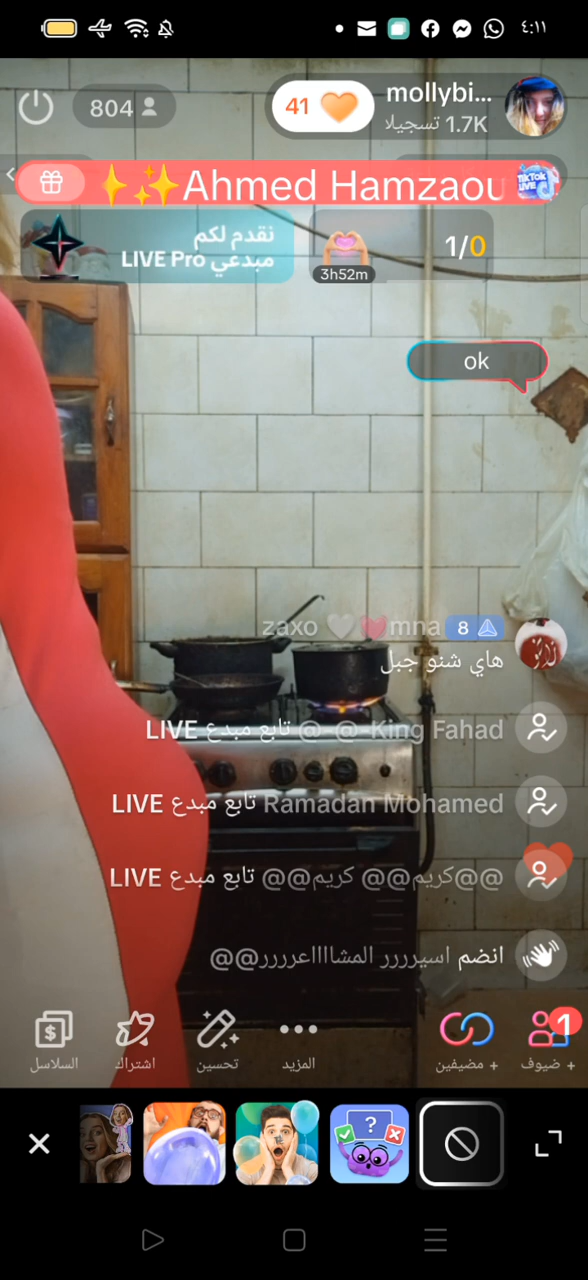 ٤:١١
mollybi...
1.7K تسجيلا
41
804
✨✨Ahmed Hamzaou
TikTok LIVE
نقدم لكم
مبدعي LIVE Pro
1/0
3h52m
ok
zaxo 🤍💓mna 8
هاي شنو جبل
@-@-King Fahad تابع مبدع LIVE
Ramadan Mohamed تابع مبدع LIVE
@@كريم@@ كريم@@ تابع مبدع LIVE
انضم اسيرررر المشااااعررررر@@
1
+ ضيوف
+ مضيفين
المزيد
تحسين
اشتراك
السلاسل
?